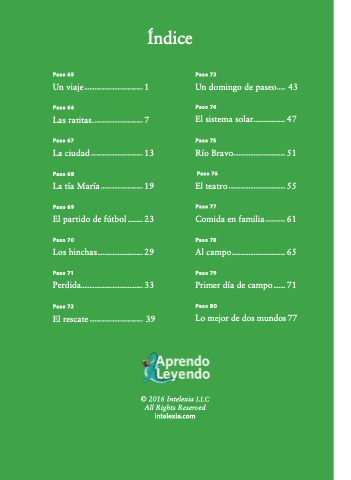 Índice
Paso 65
Un viaje............................ 1
Paso 66
Las ratitas........................ 7
Paso 67
La ciudad ........................ 13
Paso 68
La tía María .................... 19
Paso 69
El partido de fútbol ....... 23
Paso 70
Los hinchas...................... 29
Paso 71
Perdida............................. 33
Paso 72
El rescate ......................... 39
Paso 73
Un domingo de paseo.... 43
Paso 74
El sistema solar............... 47
Paso 75
Río Bravo......................... 51
Paso 76
El teatro........................... 55
Paso 77
Comida en familia.......... 61
Paso 78
Al campo.......................... 65
Paso 79
Primer día de campo...... 71
Paso 80
Lo mejor de dos mundos 77
Aprendo
Leyendo
© 2016 Intelexia LLC
All Rights Reserved
intelexia.com